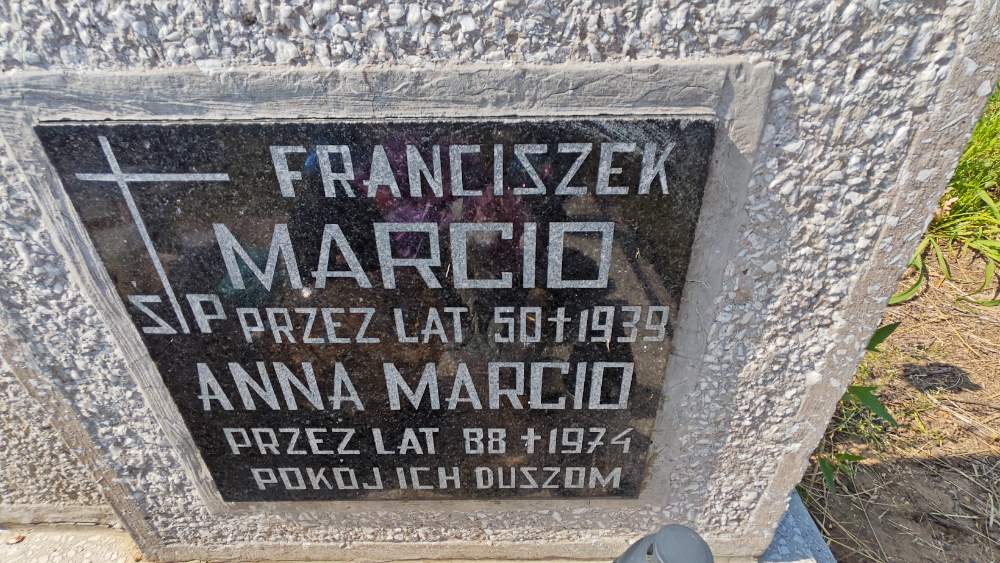 FRANCISZEK
MARCIO
Ś P PRZEZ LAT 50 † 1939
ANNA MARCIO
PRZEZ LAT 88 † 1974
POKÓJ ICH DUSZOM